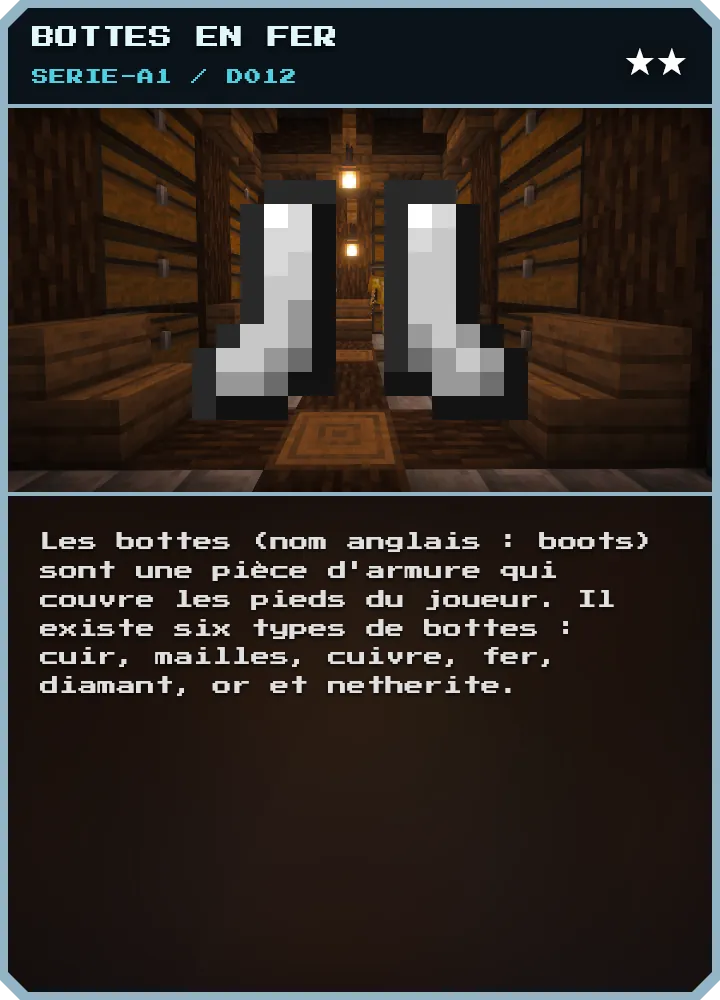 BOTTES EN FER
SERIE-A1 / D012
★★
Les bottes (nom anglais : boots)
sont une pièce d'armure qui
couvre les pieds du joueur. Il
existe six types de bottes :
cuir, mailles, cuivre, fer,
diamant, or et netherite.